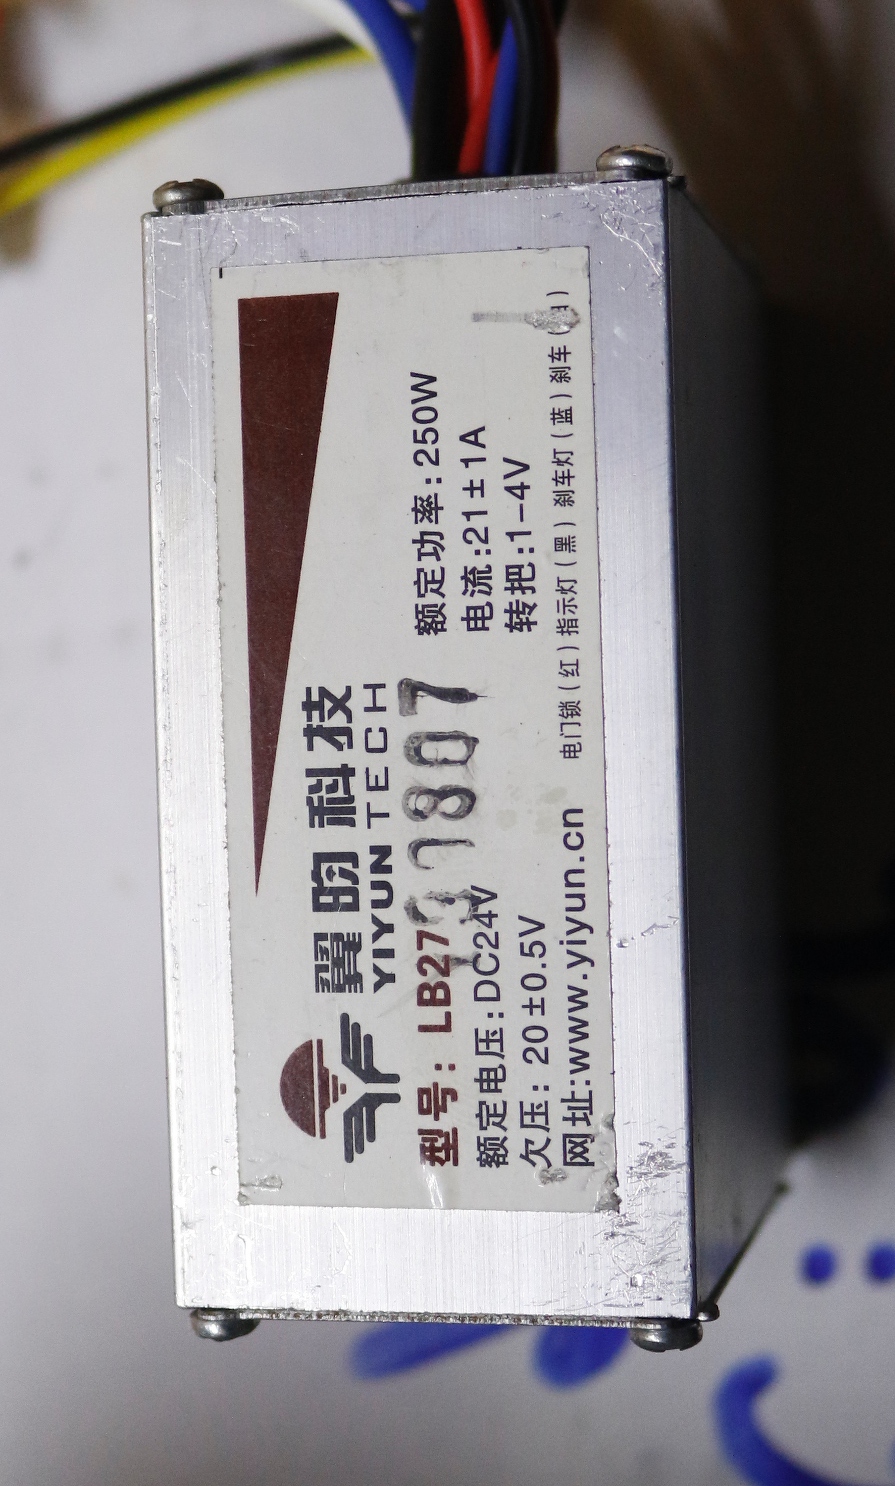 翼昀科技
YIYUN TECH
型号: LB27
额定电压:DC24V
欠压: 20±0.5V
网址:www.yiyun.cn
额定功率:250W
电流:21±1A
转把:1-4V
电门锁(红)指示灯(黑)刹车灯(蓝)刹车
1807